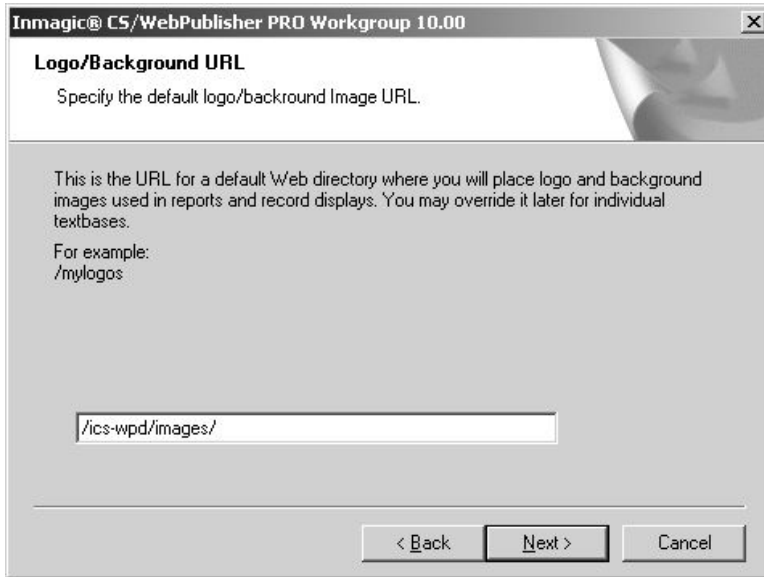 Inmagic® CS/WebPublisher PRO Workgroup 10.00
Logo/Background URL
Specify the default logo/backround Image URL.
This is the URL for a default Web directory where you will place logo and background
images used in reports and record displays. You may override it later for individual
textbases.
For example:
/mylogos
/ics-wpd/images/
< Back
Next >
Cancel